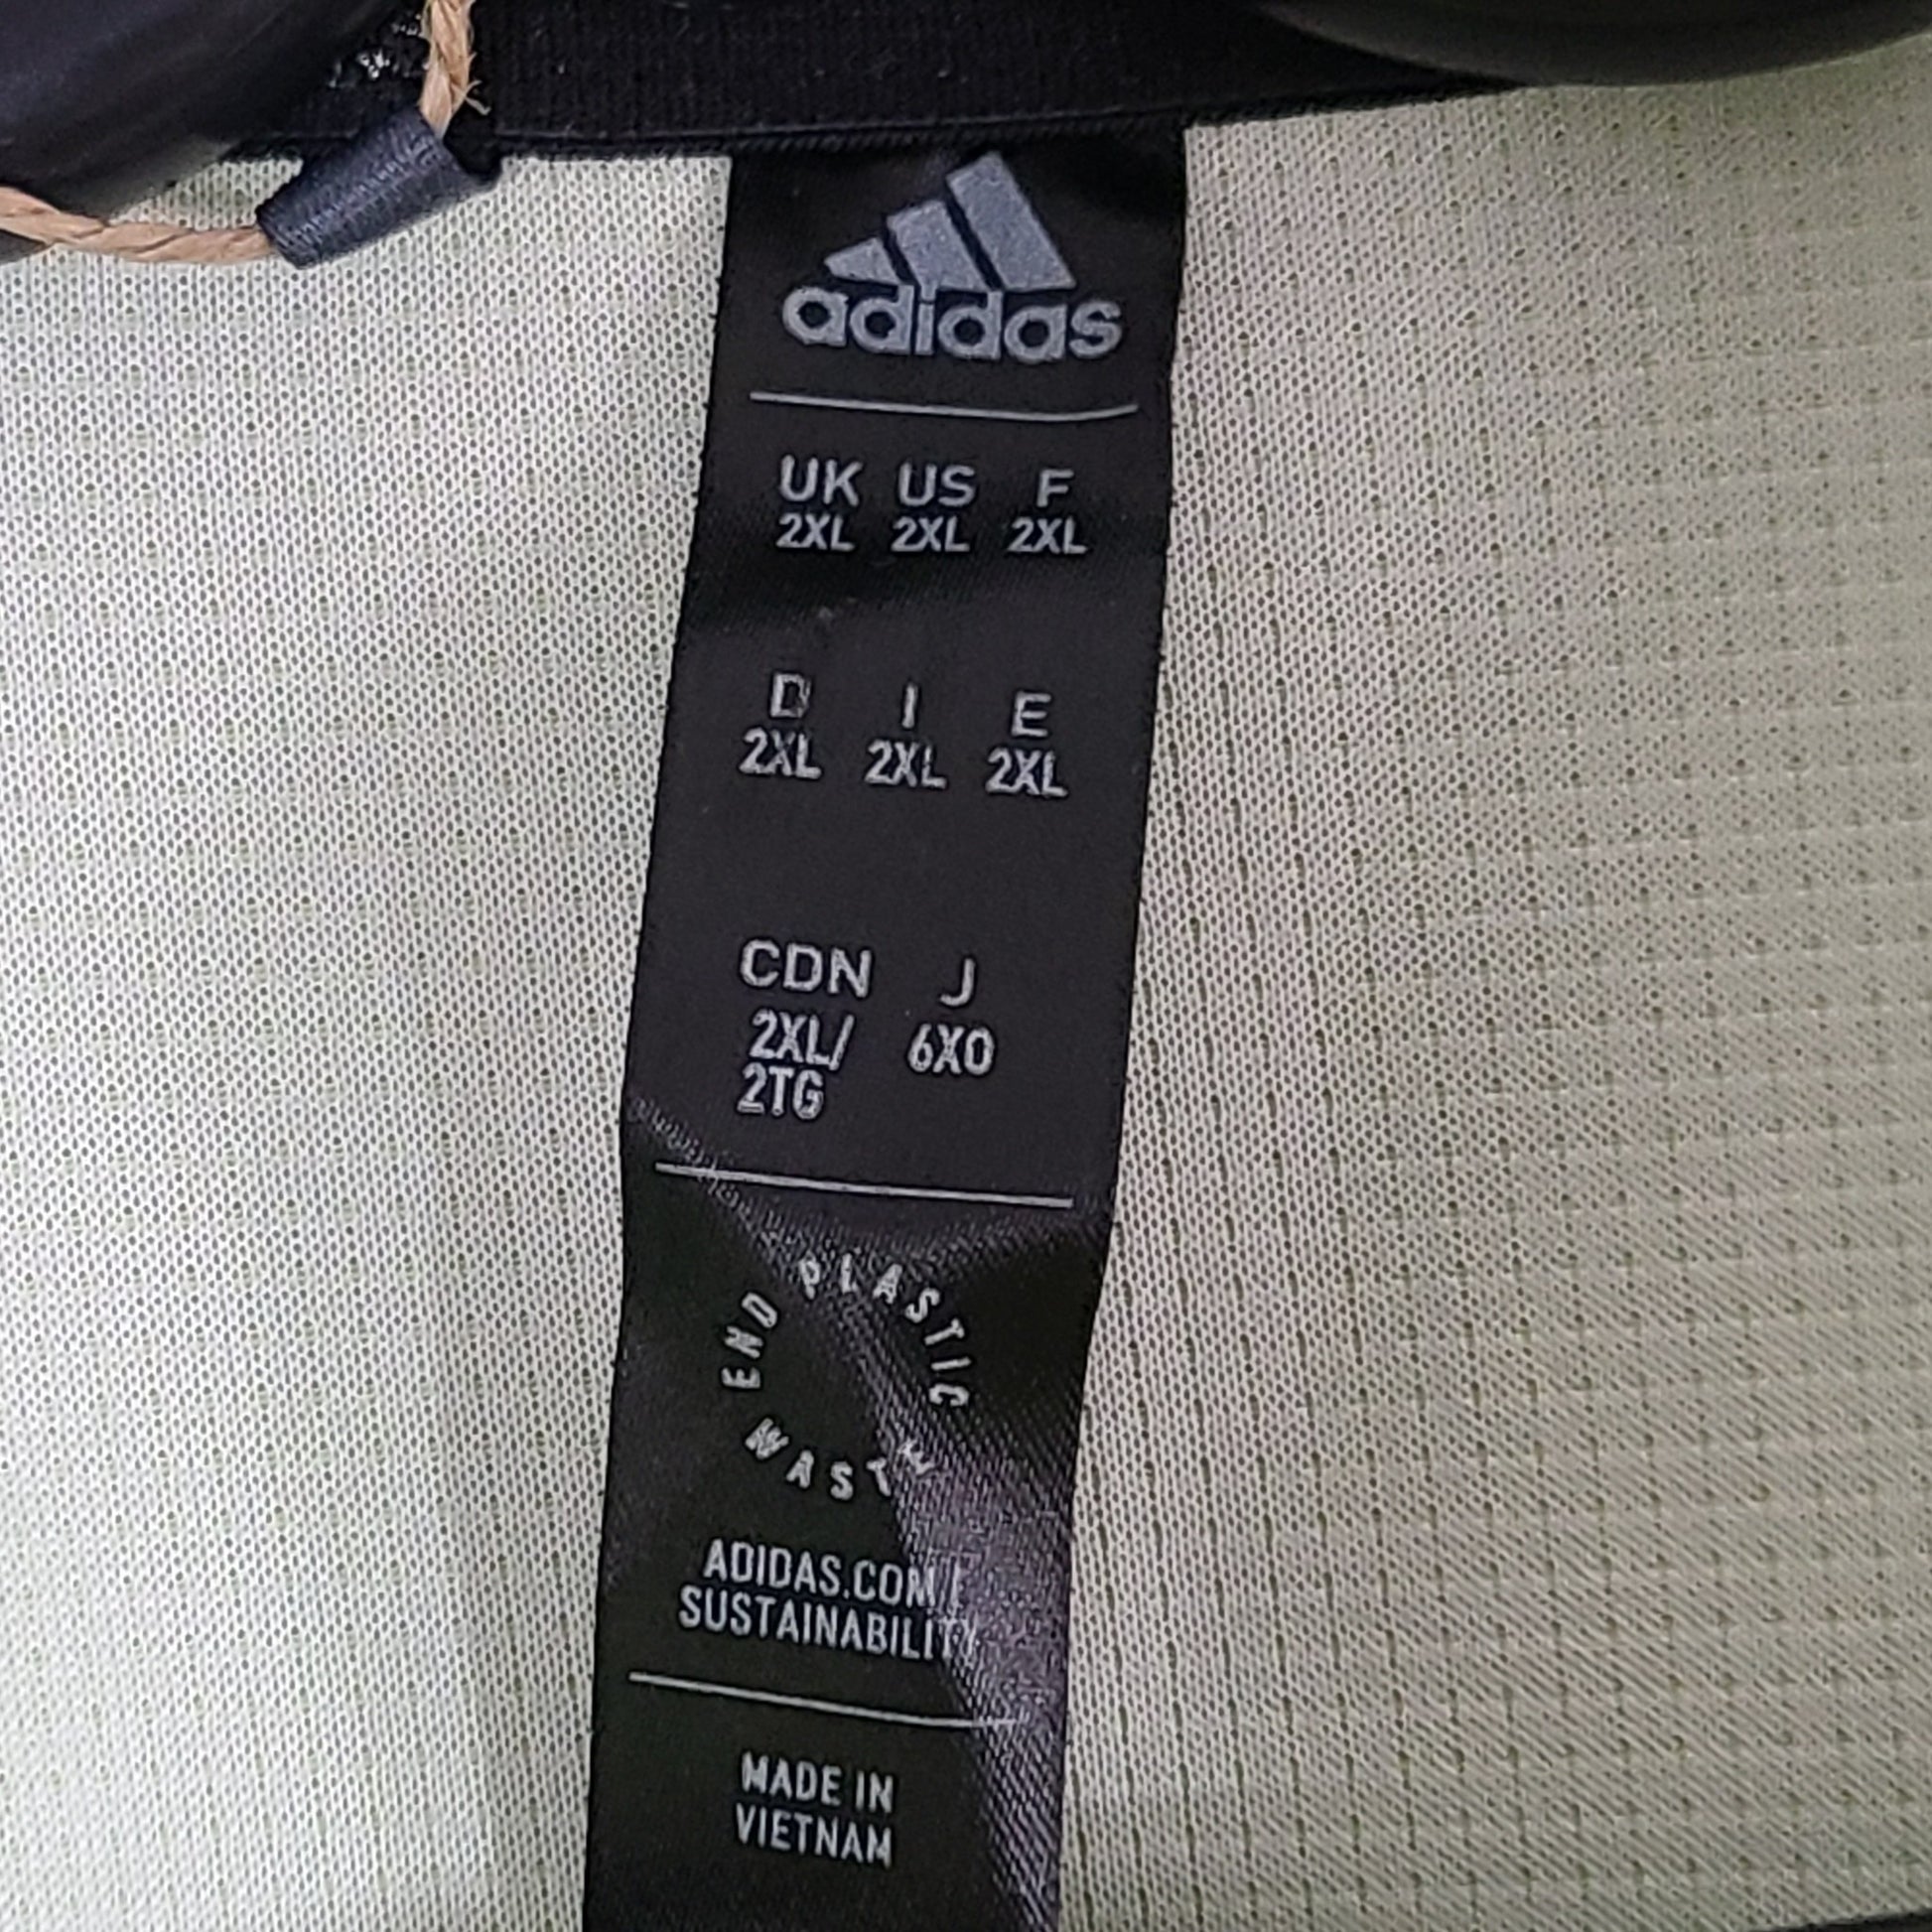 adidas
UK US F
2XL 2XL 2XL
D I E
2XL 2XL 2XL
CDN J
2XL/ 6XO
2TG
END PLASTIC
WASTE
ADIDAS.COM/
SUSTAINABILITY
MADE IN
VIETNAM